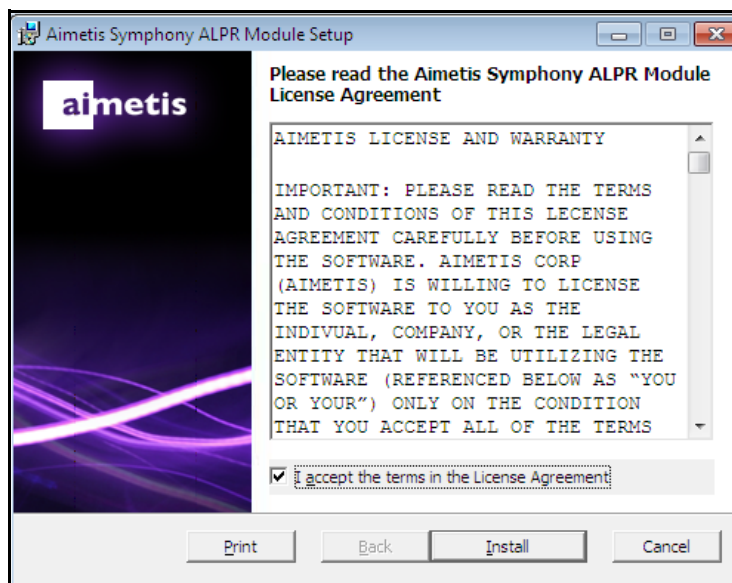 Aimetis Symphony ALPR Module Setup
aimetis
Please read the Aimetis Symphony ALPR Module
License Agreement
AIMETIS LICENSE AND WARRANTY
IMPORTANT: PLEASE READ THE TERMS
AND CONDITIONS OF THIS LECENSE
AGREEMENT CAREFULLY BEFORE USING
THE SOFTWARE. AIMETIS CORP
(AIMETIS) IS WILLING TO LICENSE
THE SOFTWARE TO YOU AS THE
INDIVUAL, COMPANY, OR THE LEGAL
ENTITY THAT WILL BE UTILIZING THE
SOFTWARE (REFERENCED BELOW AS “YOU
OR YOUR”) ONLY ON THE CONDITION
THAT YOU ACCEPT ALL OF THE TERMS
I accept the terms in the License Agreement
Print Back Install Cancel